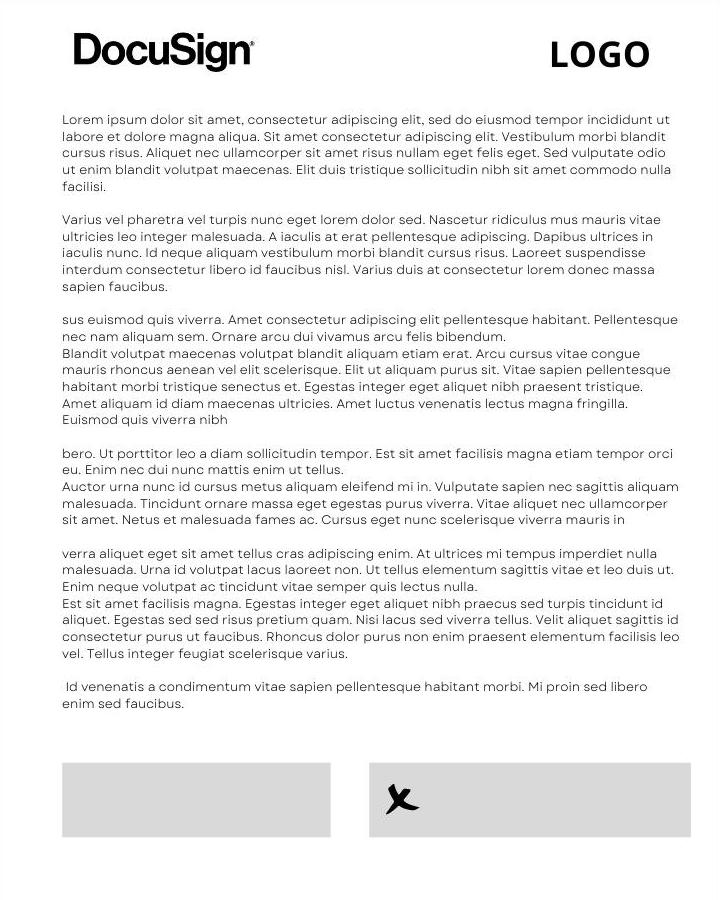 DocuSign®
LOGO
Lorem ipsum dolor sit amet, consectetur adipiscing elit, sed do eiusmod tempor incididunt ut
labore et dolore magna aliqua. Sit amet consectetur adipiscing elit. Vestibulum morbi blandit
cursus risus. Aliquet nec ullamcorper sit amet risus nullam eget felis eget. Sed vulputate odio
ut enim blandit volutpat maecenas. Elit duis tristique sollicitudin nibh sit amet commodo nulla
facilisi.
Varius vel pharetra vel turpis nunc eget lorem dolor sed. Nascetur ridiculus mus mauris vitae
ultricies leo integer malesuada. A iaculis at erat pellentesque adipiscing. Dapibus ultrices in
iaculis nunc. Id neque aliquam vestibulum morbi blandit cursus risus. Laoreet suspendisse
interdum consectetur libero id faucibus nisl. Varius duis at consectetur lorem donec massa
sapien faucibus.
sus euismod quis viverra. Amet consectetur adipiscing elit pellentesque habitant. Pellentesque
nec nam aliquam sem. Ornare arcu dui vivamus arcu felis bibendum.
Blandit volutpat maecenas volutpat blandit aliquam etiam erat. Arcu cursus vitae congue
mauris rhoncus aenean vel elit scelerisque. Elit ut aliquam purus sit. Vitae sapien pellentesque
habitant morbi tristique senectus et. Egestas integer eget aliquet nibh praesent tristique.
Amet aliquam id diam maecenas ultricies. Amet luctus venenatis lectus magna fringilla.
Euismod quis viverra nibh
bero. Ut porttitor leo a diam sollicitudin tempor. Est sit amet facilisis magna etiam tempor orci
eu. Enim nec dui nunc mattis enim ut tellus.
Auctor urna nunc id cursus metus aliquam eleifend mi in. Vulputate sapien nec sagittis aliquam
malesuada. Tincidunt ornare massa eget egestas purus viverra. Vitae aliquet nec ullamcorper
sit amet. Netus et malesuada fames ac. Cursus eget nunc scelerisque viverra mauris in
verra aliquet eget sit amet tellus cras adipiscing enim. At ultrices mi tempus imperdiet nulla
malesuada. Urna id volutpat lacus laoreet non. Ut tellus elementum sagittis vitae et leo duis ut.
Enim neque volutpat ac tincidunt vitae semper quis lectus nulla.
Est sit amet facilisis magna. Egestas integer eget aliquet nibh praecus sed turpis tincidunt id
aliquet. Egestas sed sed risus pretium quam. Nisi lacus sed viverra tellus. Velit aliquet sagittis id
consectetur purus ut faucibus. Rhoncus dolor purus non enim praesent elementum facilisis leo
vel. Tellus integer feugiat scelerisque varius.
Id venenatis a condimentum vitae sapien pellentesque habitant morbi. Mi proin sed libero
enim sed faucibus.
x